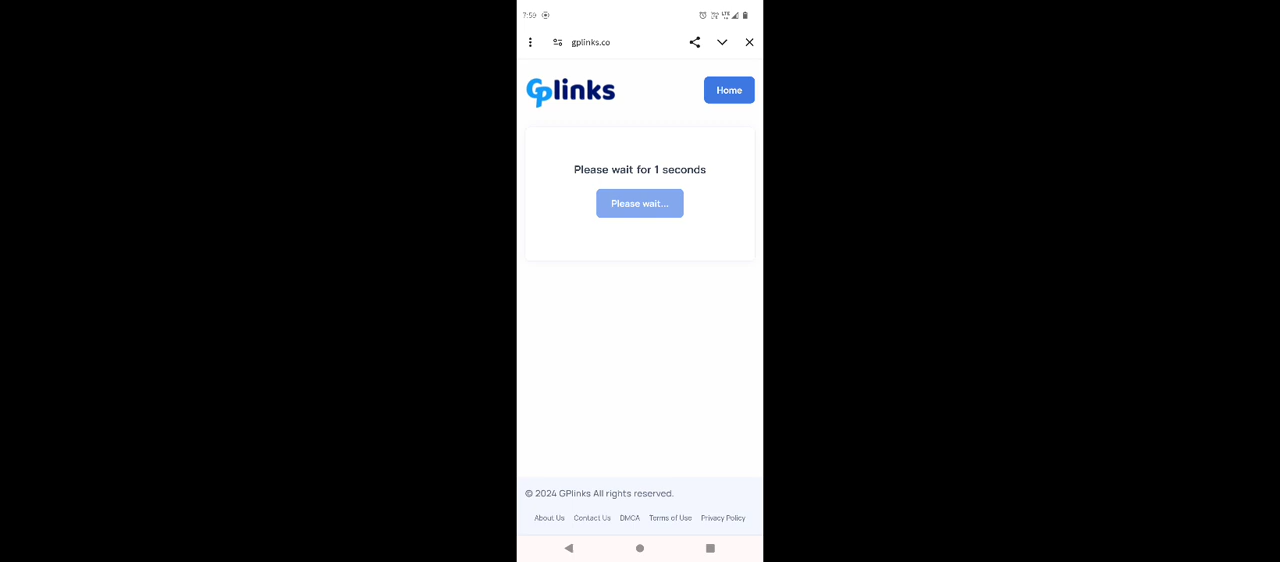 7:59
LTE
gplinks.co
Gplinks
Home
Please wait for 1 seconds
Please wait...
© 2024 GPlinks All rights reserved.
About Us Contact Us DMCA Terms of Use Privacy Policy